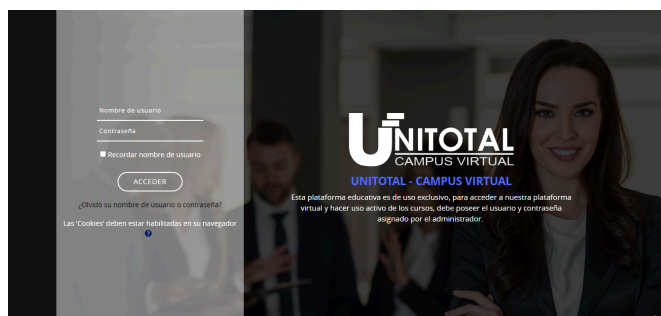 Nombre de usuario
Contraseña
Recordar nombre de usuario
ACCEDER
¿Olvidó su nombre de usuario o contraseña?
Las 'Cookies' deben estar habilitadas en su navegador
?
UNITOTAL
CAMPUS VIRTUAL
UNITOTAL - CAMPUS VIRTUAL
Esta plataforma educativa es de uso exclusivo, para acceder a nuestra plataforma
virtual y hacer uso activo de los cursos, debe poseer el usuario y contraseña
asignado por el administrador.